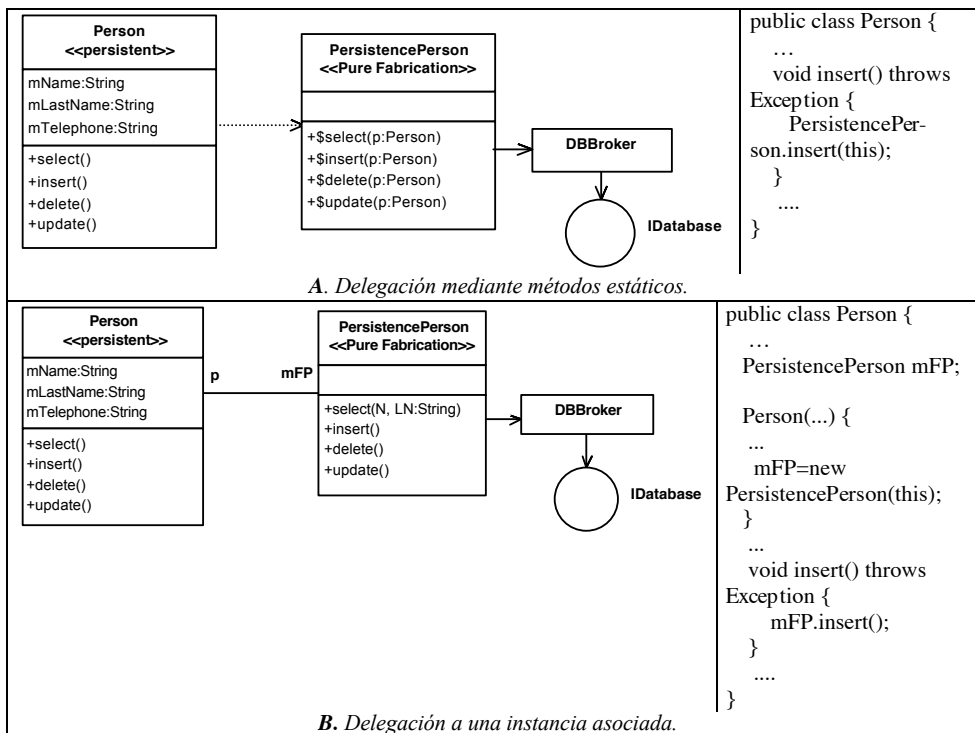 Person
<<persistent>>
mName:String
mLastName:String
mTelephone:String
+select()
+insert()
+delete()
+update()
PersistencePerson
<<Pure Fabrication>>
+$select(p:Person)
+$insert(p:Person)
+$delete(p:Person)
+$update(p:Person)
DBBroker
IDatabase
public class Person {
…
void insert() throws
Exception {
PersistencePer-
son.insert(this);
}
....
}
A. Delegación mediante métodos estáticos.
Person
<<persistent>>
mName:String
mLastName:String
mTelephone:String
+select()
+insert()
+delete()
+update()
p
mFP
PersistencePerson
<<Pure Fabrication>>
+select(N, LN:String)
+insert()
+delete()
+update()
DBBroker
IDatabase
public class Person {
…
PersistencePerson mFP;
Person(...) {
...
mFP=new
PersistencePerson(this);
}
...
void insert() throws
Exception {
mFP.insert();
}
....
}
B. Delegación a una instancia asociada.